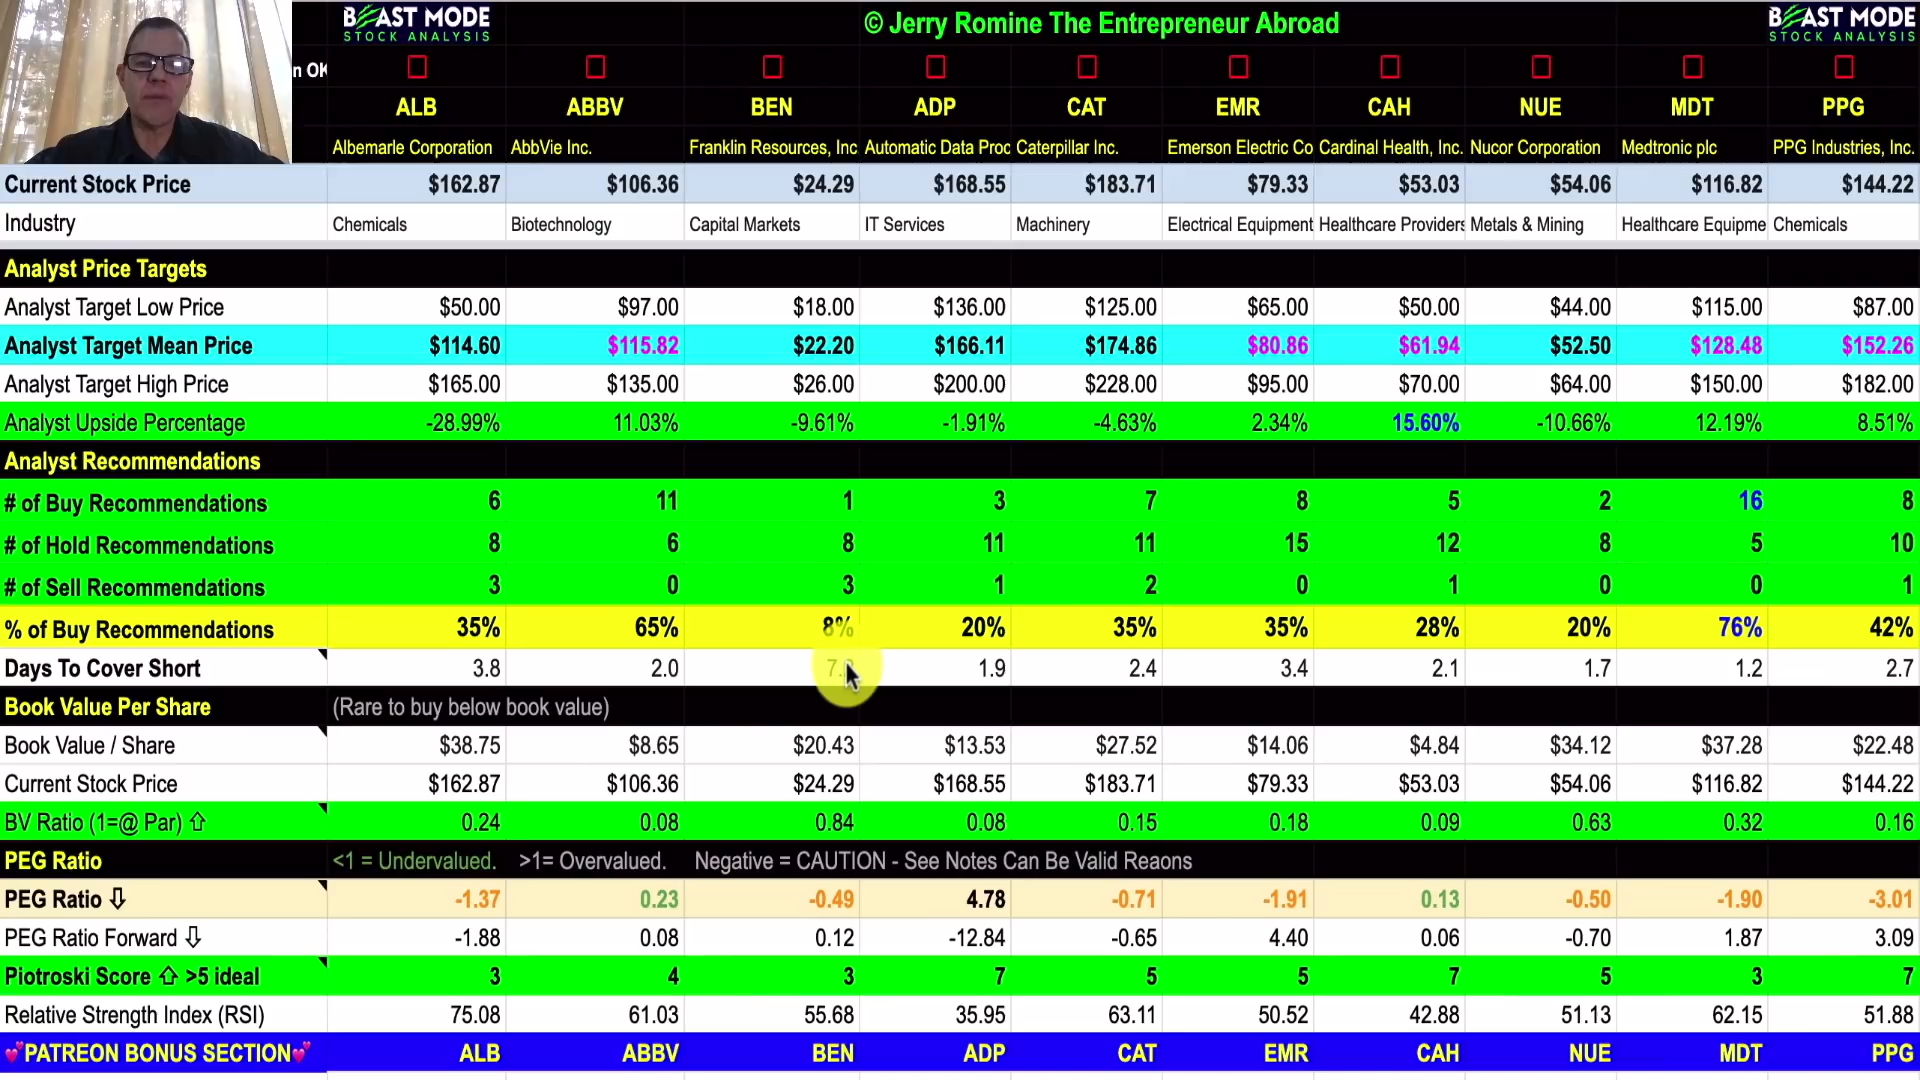 BEAST MODE © Jerry Romine The Entrepreneur Abroad BEAST MODE
STOCK ANALYSIS STOCK ANALYSIS
n OK
ALB ABBV BEN ADP CAT EMR CAH NUE MDT PPG
Albemarle Corporation AbbVie Inc. Franklin Resources, Inc Automatic Data Proc Caterpillar Inc. Emerson Electric Co Cardinal Health, Inc. Nucor Corporation Medtronic plc PPG Industries, Inc.
Current Stock Price $162.87 $106.36 $24.29 $168.55 $183.71 $79.33 $53.03 $54.06 $116.82 $144.22
Industry Chemicals Biotechnology Capital Markets IT Services Machinery Electrical Equipment Healthcare Providers Metals & Mining Healthcare Equipme Chemicals
Analyst Price Targets
Analyst Target Low Price $50.00 $97.00 $18.00 $136.00 $125.00 $65.00 $50.00 $44.00 $115.00 $87.00
Analyst Target Mean Price $114.60 $115.82 $22.20 $166.11 $174.86 $80.86 $61.94 $52.50 $128.48 $152.26
Analyst Target High Price $165.00 $135.00 $26.00 $200.00 $228.00 $95.00 $70.00 $64.00 $150.00 $182.00
Analyst Upside Percentage -28.99% 11.03% -9.61% -1.91% -4.63% 2.34% 15.60% -10.66% 12.19% 8.51%
Analyst Recommendations
# of Buy Recommendations 6 11 1 3 7 8 5 2 16 8
# of Hold Recommendations 8 6 8 11 11 15 12 8 5 10
# of Sell Recommendations 3 0 3 1 2 0 1 0 0 1
% of Buy Recommendations 35% 65% 8% 20% 35% 35% 28% 20% 76% 42%
Days To Cover Short 3.8 2.0 1.9 2.4 3.4 2.1 1.7 1.2 2.7
Book Value Per Share (Rare to buy below book value)
Book Value / Share $38.75 $8.65 $20.43 $13.53 $27.52 $14.06 $4.84 $34.12 $37.28 $22.48
Current Stock Price $162.87 $106.36 $24.29 $168.55 $183.71 $79.33 $53.03 $54.06 $116.82 $144.22
BV Ratio (1=@ Par) ⇧ 0.24 0.08 0.84 0.08 0.15 0.18 0.09 0.63 0.32 0.16
PEG Ratio <1 = Undervalued. >1= Overvalued. Negative = CAUTION - See Notes Can Be Valid Reaons
PEG Ratio ⇩ -1.37 0.23 -0.49 4.78 -0.71 -1.91 0.13 -0.50 -1.90 -3.01
PEG Ratio Forward ⇩ -1.88 0.08 0.12 -12.84 -0.65 4.40 0.06 -0.70 1.87 3.09
Piotroski Score ⇧ >5 ideal 3 4 3 7 5 5 7 5 3 7
Relative Strength Index (RSI) 75.08 61.03 55.68 35.95 63.11 50.52 42.88 51.13 62.15 51.88
💕PATREON BONUS SECTION💕 ALB ABBV BEN ADP CAT EMR CAH NUE MDT PPG